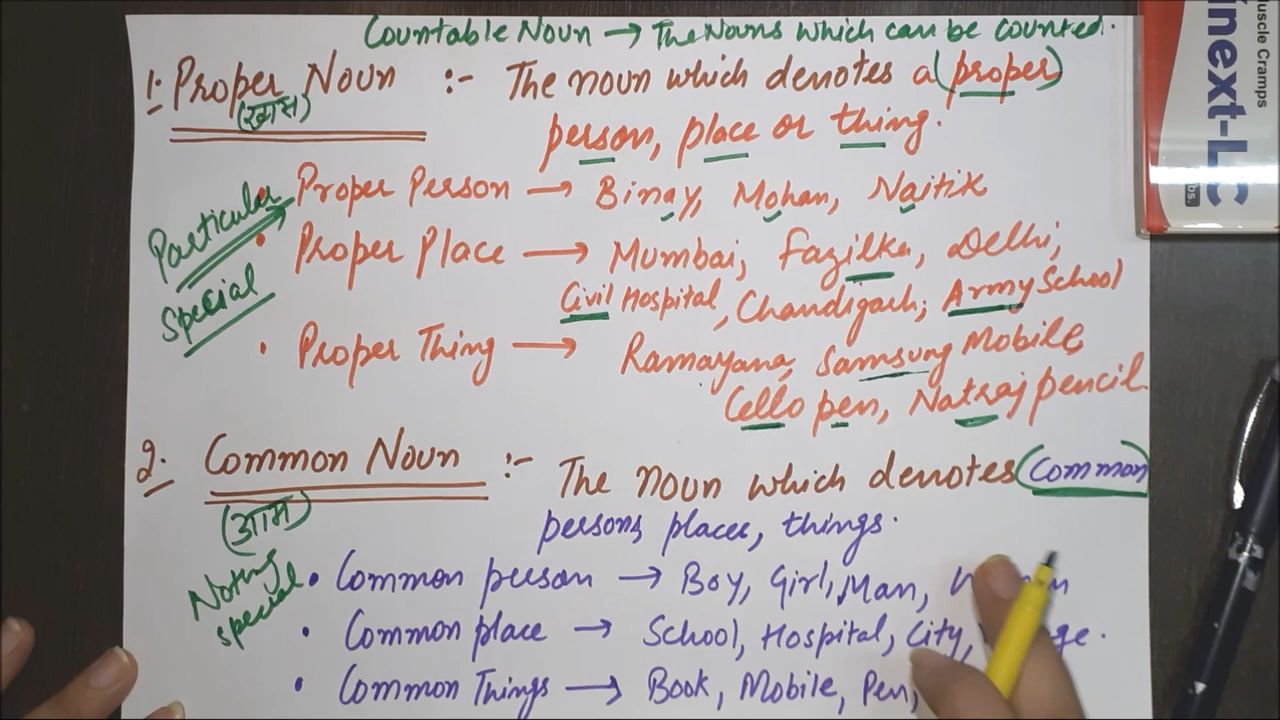 Countable Noun → The Nouns which can be counted.
1. Proper Noun :- The noun which denotes a (proper)
(खास)
person, place or thing.
Particular
Special
• Proper Person → Binay, Mohan, Naitik
• Proper Place → Mumbai, Fazilka, Delhi,
Civil Hospital, Chandigarh, Army School
• Proper Thing → Ramayana, Samsung Mobile,
Cello pen, Natraj pencil
2. Common Noun :- The noun which denotes (common)
(आम)
persons, places, things.
Nothing
special
• Common person → Boy, Girl, Man,
• Common place → School, Hospital, City,
• Common Things → Book, Mobile, Pen,
uscle Cramps